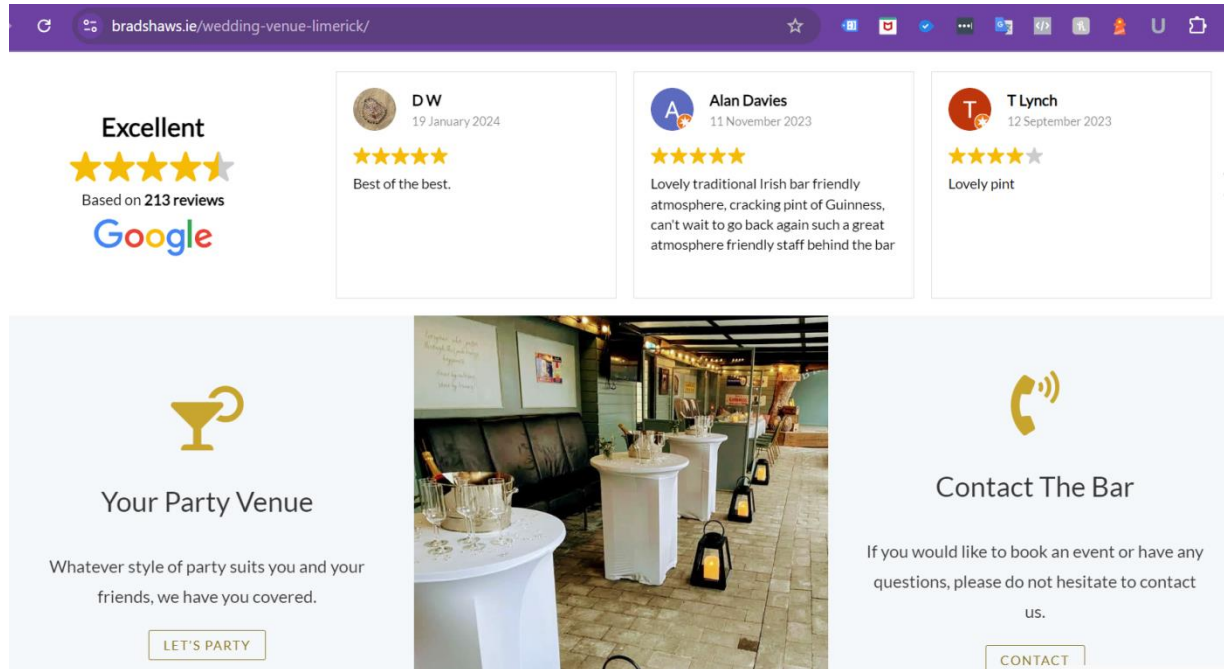 bradshaws.ie/wedding-venue-limerick/
Excellent
Based on 213 reviews
Google
D W
19 January 2024
Best of the best.
A
Alan Davies
11 November 2023
Lovely traditional Irish bar friendly
atmosphere, cracking pint of Guinness,
can't wait to go back again such a great
atmosphere friendly staff behind the bar
T
T Lynch
12 September 2023
Lovely pint
Your Party Venue
Whatever style of party suits you and your
friends, we have you covered.
LET'S PARTY
Contact The Bar
If you would like to book an event or have any
questions, please do not hesitate to contact
us.
CONTACT